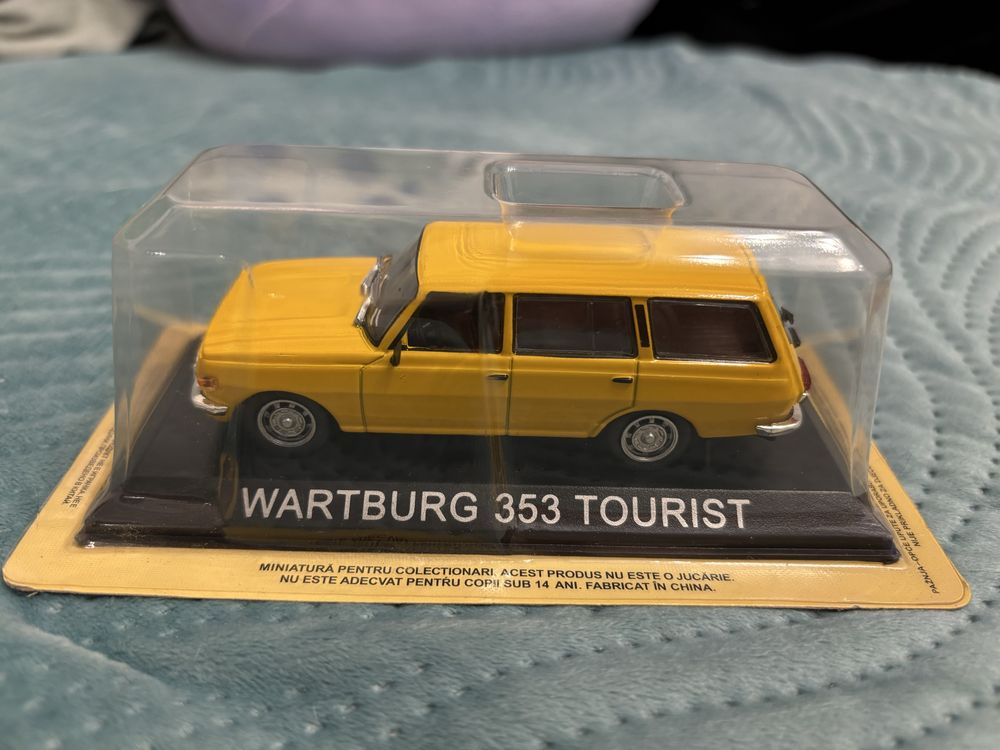 WARTBURG 353 TOURIST
MINIATURĂ PENTRU COLECTIONARI. ACEST PRODUS NU ESTE O JUCĂRIE.
NU ESTE ADECVAT PENTRU COPII SUB 14 ANI. FABRICAT ÎN CHINA.